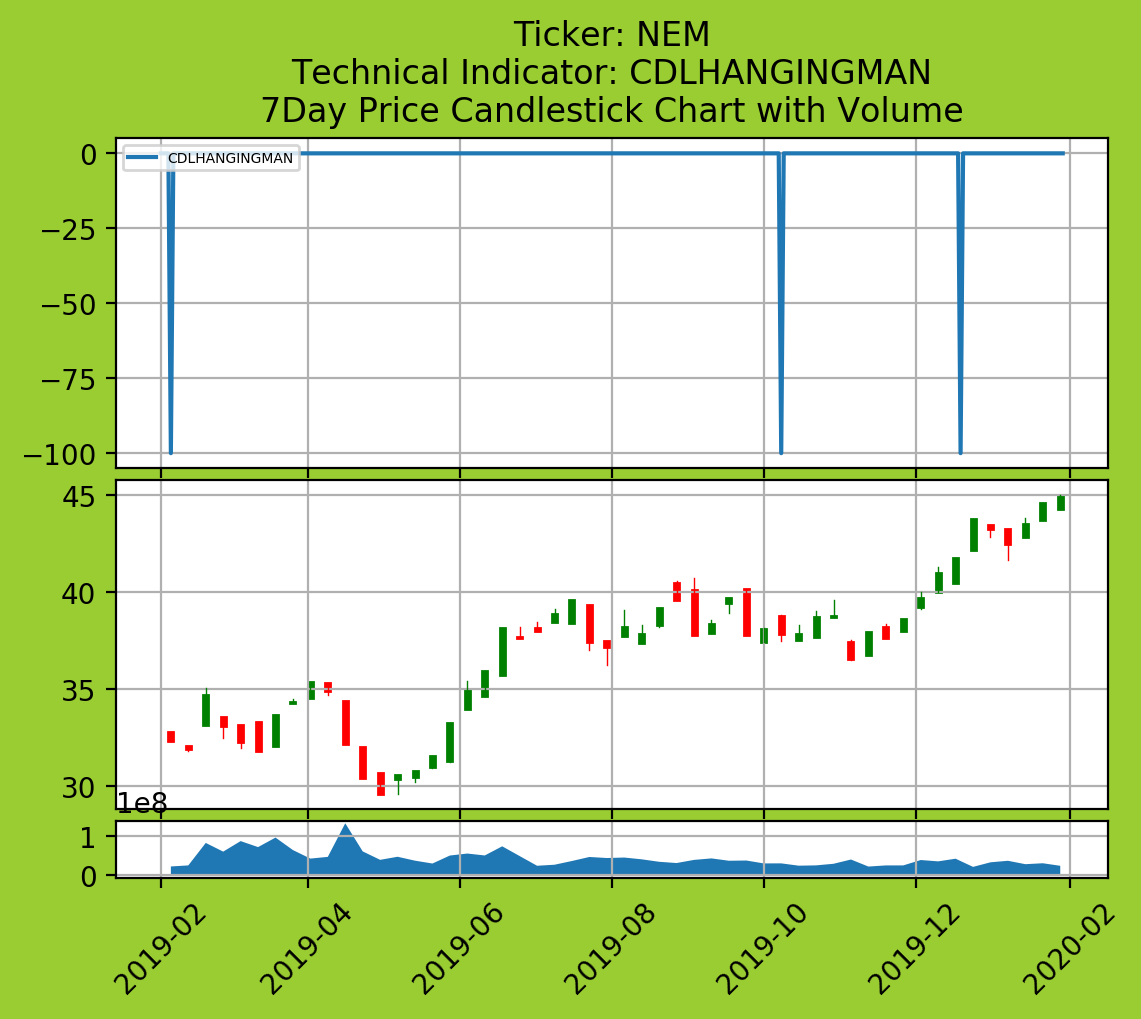 Ticker: NEM
Technical Indicator: CDLHANGINGMAN
7Day Price Candlestick Chart with Volume
CDLHANGINGMAN
0
−25
−50
−75
−100
45
40
35
30
1e8
1
0
2019-02 2019-04 2019-06 2019-08 2019-10 2019-12 2020-02